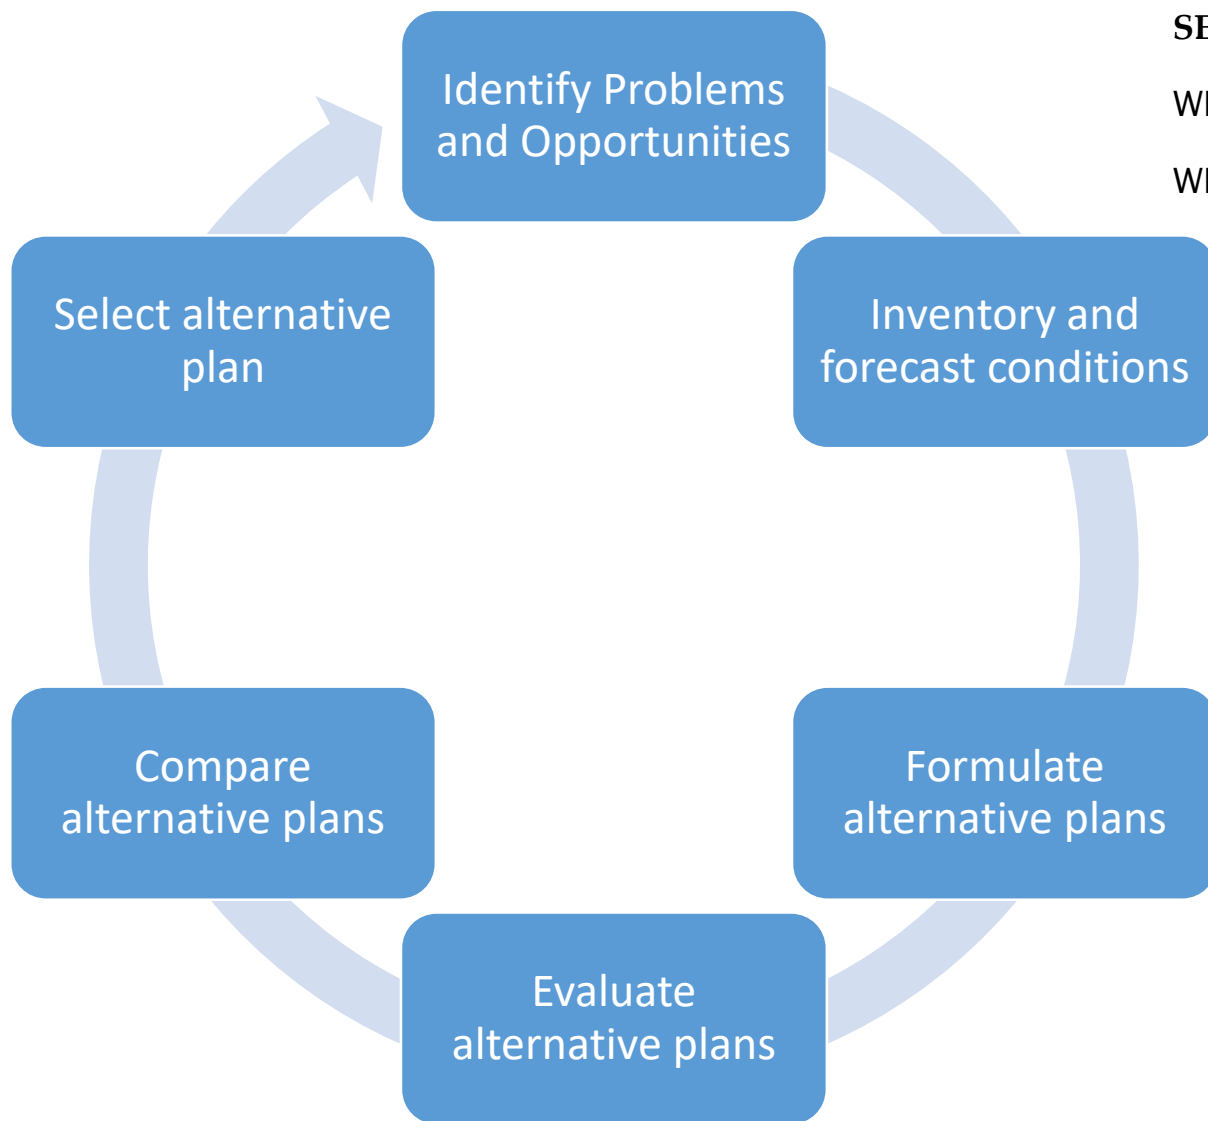 Identify Problems
and Opportunities
Inventory and
forecast conditions
Formulate
alternative plans
Evaluate
alternative plans
Compare
alternative plans
Select alternative
plan